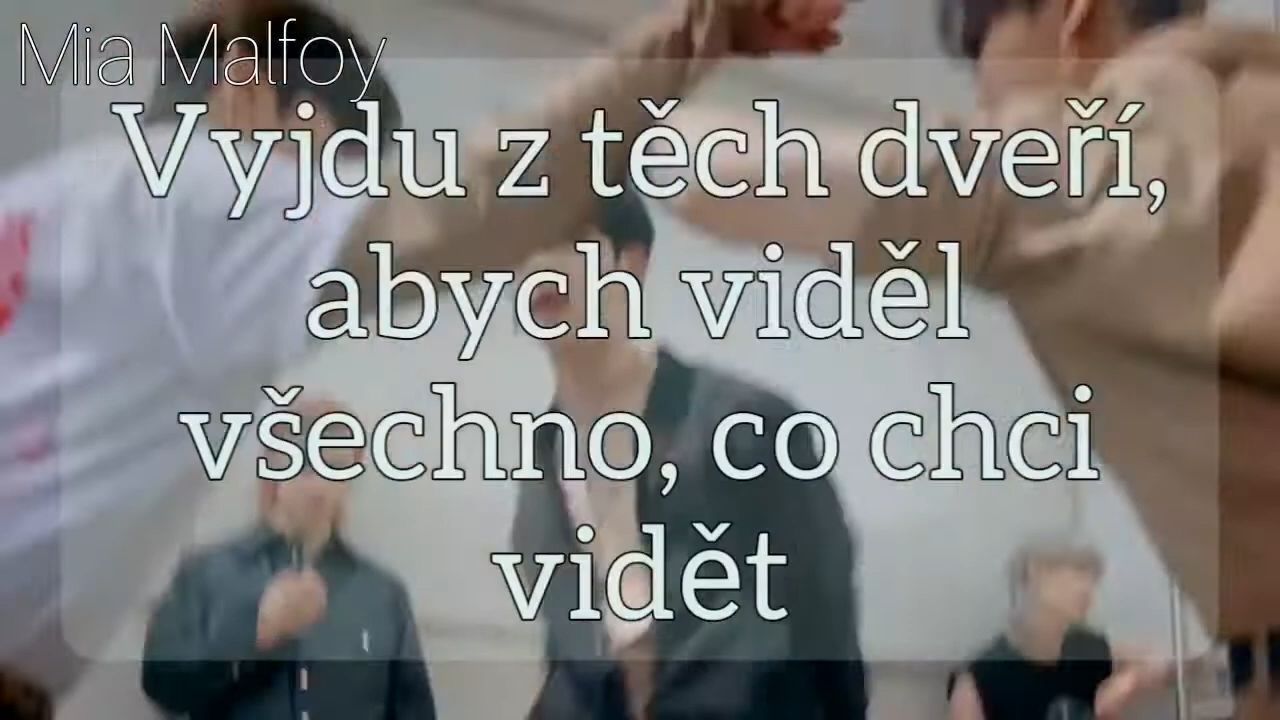 Mia Malfoy
Vyjdu z těch dveří,
abych viděl
všechno, co chci
vidět